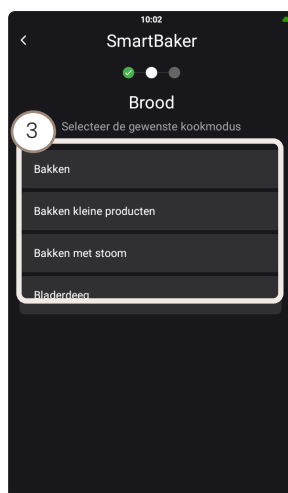 10:02
SmartBaker
Brood
3
Selecteer de gewenste kookmodus
Bakken
Bakken kleine producten
Bakken met stoom
Bladerdeeg